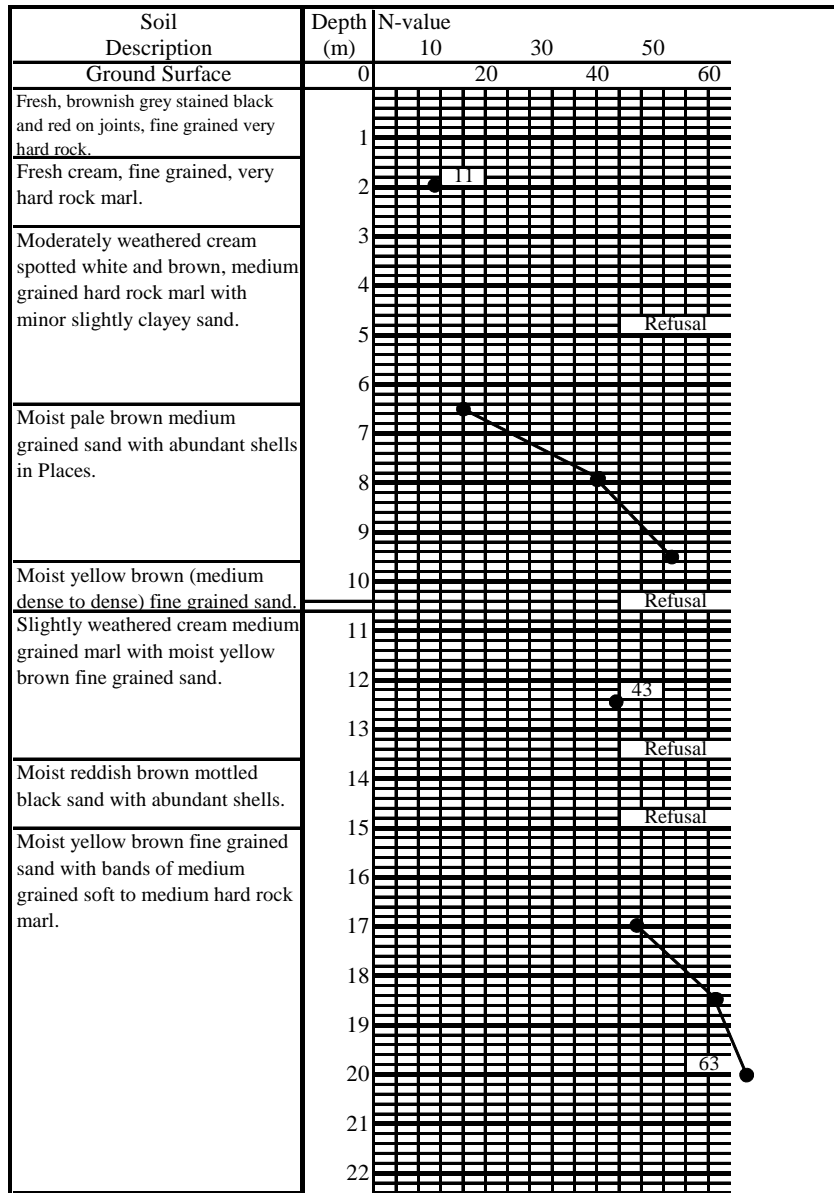 Soil
Description
Depth
(m)
N-value
10 30 50
Ground Surface
0
20 40 60
Fresh, brownish grey stained black
and red on joints, fine grained very
hard rock.
1
Fresh cream, fine grained, very
hard rock marl.
11
2
3
Moderately weathered cream
spotted white and brown, medium
grained hard rock marl with
minor slightly clayey sand.
4
Refusal
5
6
Moist pale brown medium
grained sand with abundant shells
in Places.
7
8
9
Moist yellow brown (medium
dense to dense) fine grained sand.
10
Refusal
Slightly weathered cream medium
grained marl with moist yellow
brown fine grained sand.
11
12
43
13
Refusal
Moist reddish brown mottled
black sand with abundant shells.
14
Refusal
15
Moist yellow brown fine grained
sand with bands of medium
grained soft to medium hard rock
marl.
16
17
18
19
63
20
21
22